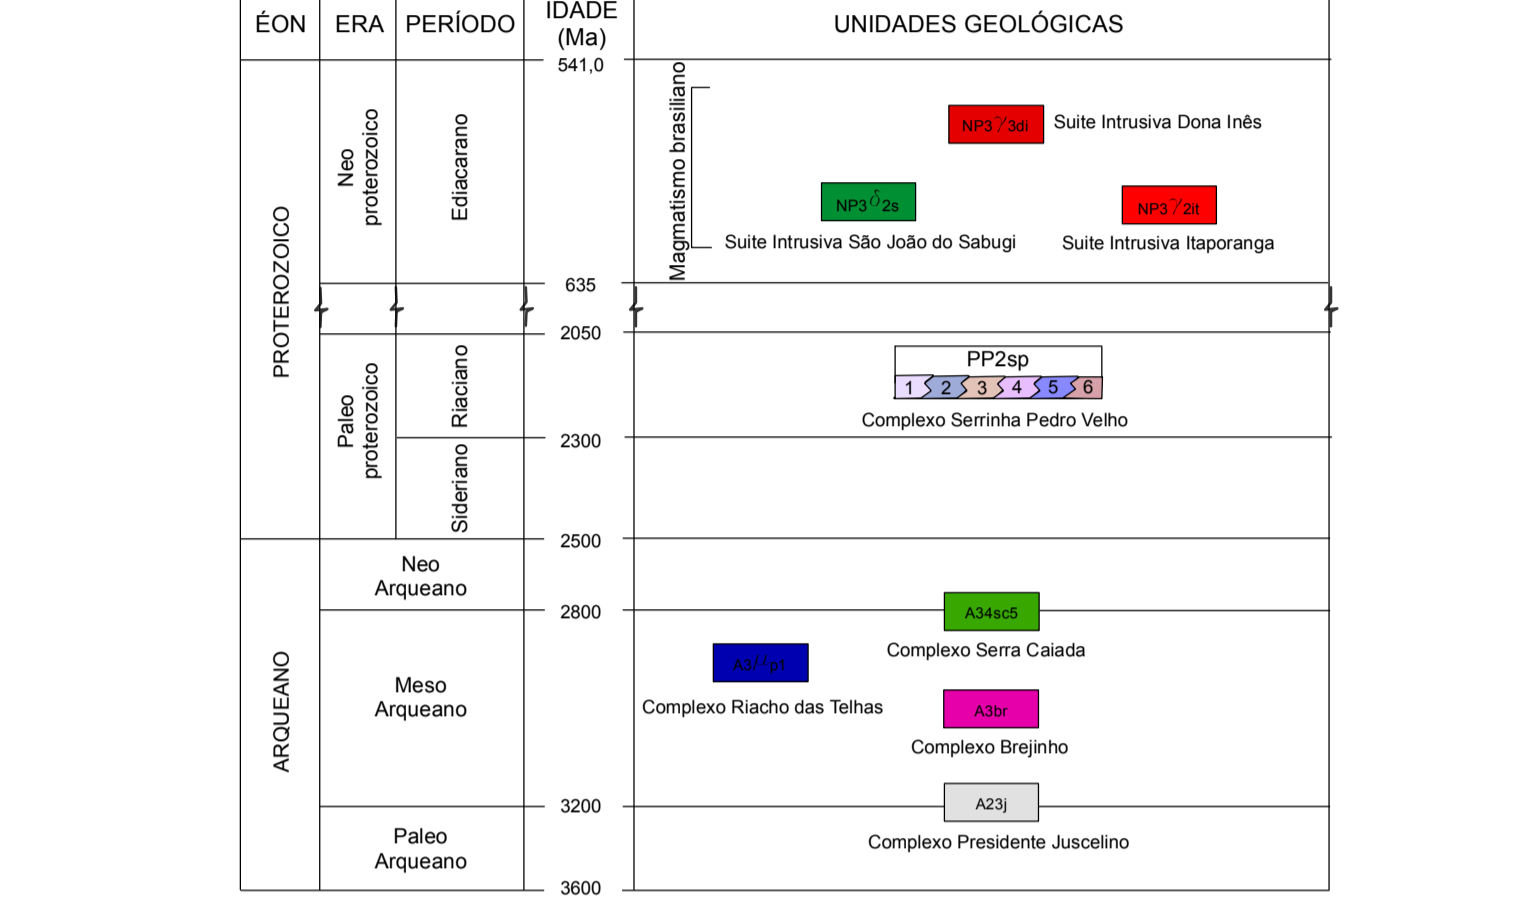 ÉON
ERA
PERÍODO
IDADE
(Ma)
UNIDADES GEOLÓGICAS
541,0
PROTEROZOICO
Neo
proterozoico
Ediacarano
Magmatismo brasiliano
NP3γ3di
Suite Intrusiva Dona Inês
NP3δ2s
Suite Intrusiva São João do Sabugi
NP3γ2it
Suite Intrusiva Itaporanga
635
2050
Paleo
proterozoico
Riaciano
PP2sp
1 2 3 4 5 6
Complexo Serrinha Pedro Velho
2300
Sideriano
2500
ARQUEANO
Neo
Arqueano
2800
A34sc5
Complexo Serra Caiada
Meso
Arqueano
Complexo Riacho das Telhas
A3br
Complexo Brejinho
3200
A23j
Complexo Presidente Juscelino
Paleo
Arqueano
3600